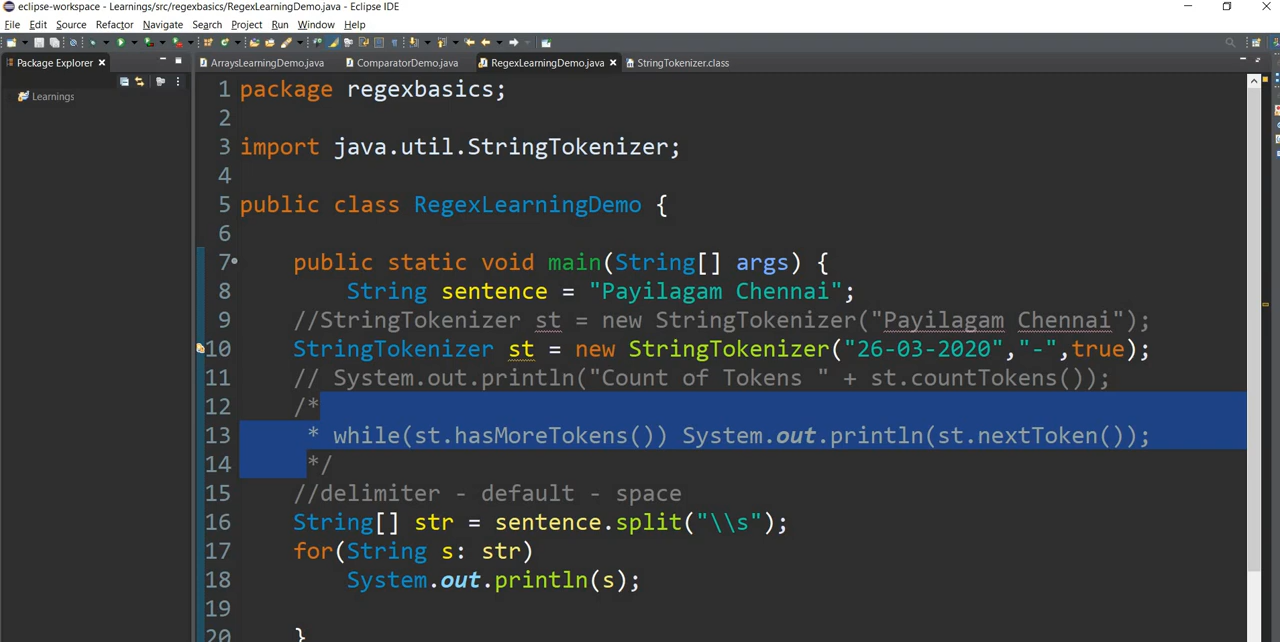 eclipse-workspace - Learnings/src/regexbasics/RegexLearningDemo.java - Eclipse IDE
File Edit Source Refactor Navigate Search Project Run Window Help
Package Explorer
ArraysLearningDemo.java ComparatorDemo.java RegexLearningDemo.java StringTokenizer.class
Learnings
1 package regexbasics;
2
3 import java.util.StringTokenizer;
4
5 public class RegexLearningDemo {
6
7 public static void main(String[] args) {
8 String sentence = "Payilagam Chennai";
9 //StringTokenizer st = new StringTokenizer("Payilagam Chennai");
10 StringTokenizer st = new StringTokenizer("26-03-2020","-",true);
11 // System.out.println("Count of Tokens " + st.countTokens());
12 /*
13 * while(st.hasMoreTokens()) System.out.println(st.nextToken());
14 */
15 //delimiter - default - space
16 String[] str = sentence.split("\\s");
17 for(String s: str)
18 System.out.println(s);
19
20 }